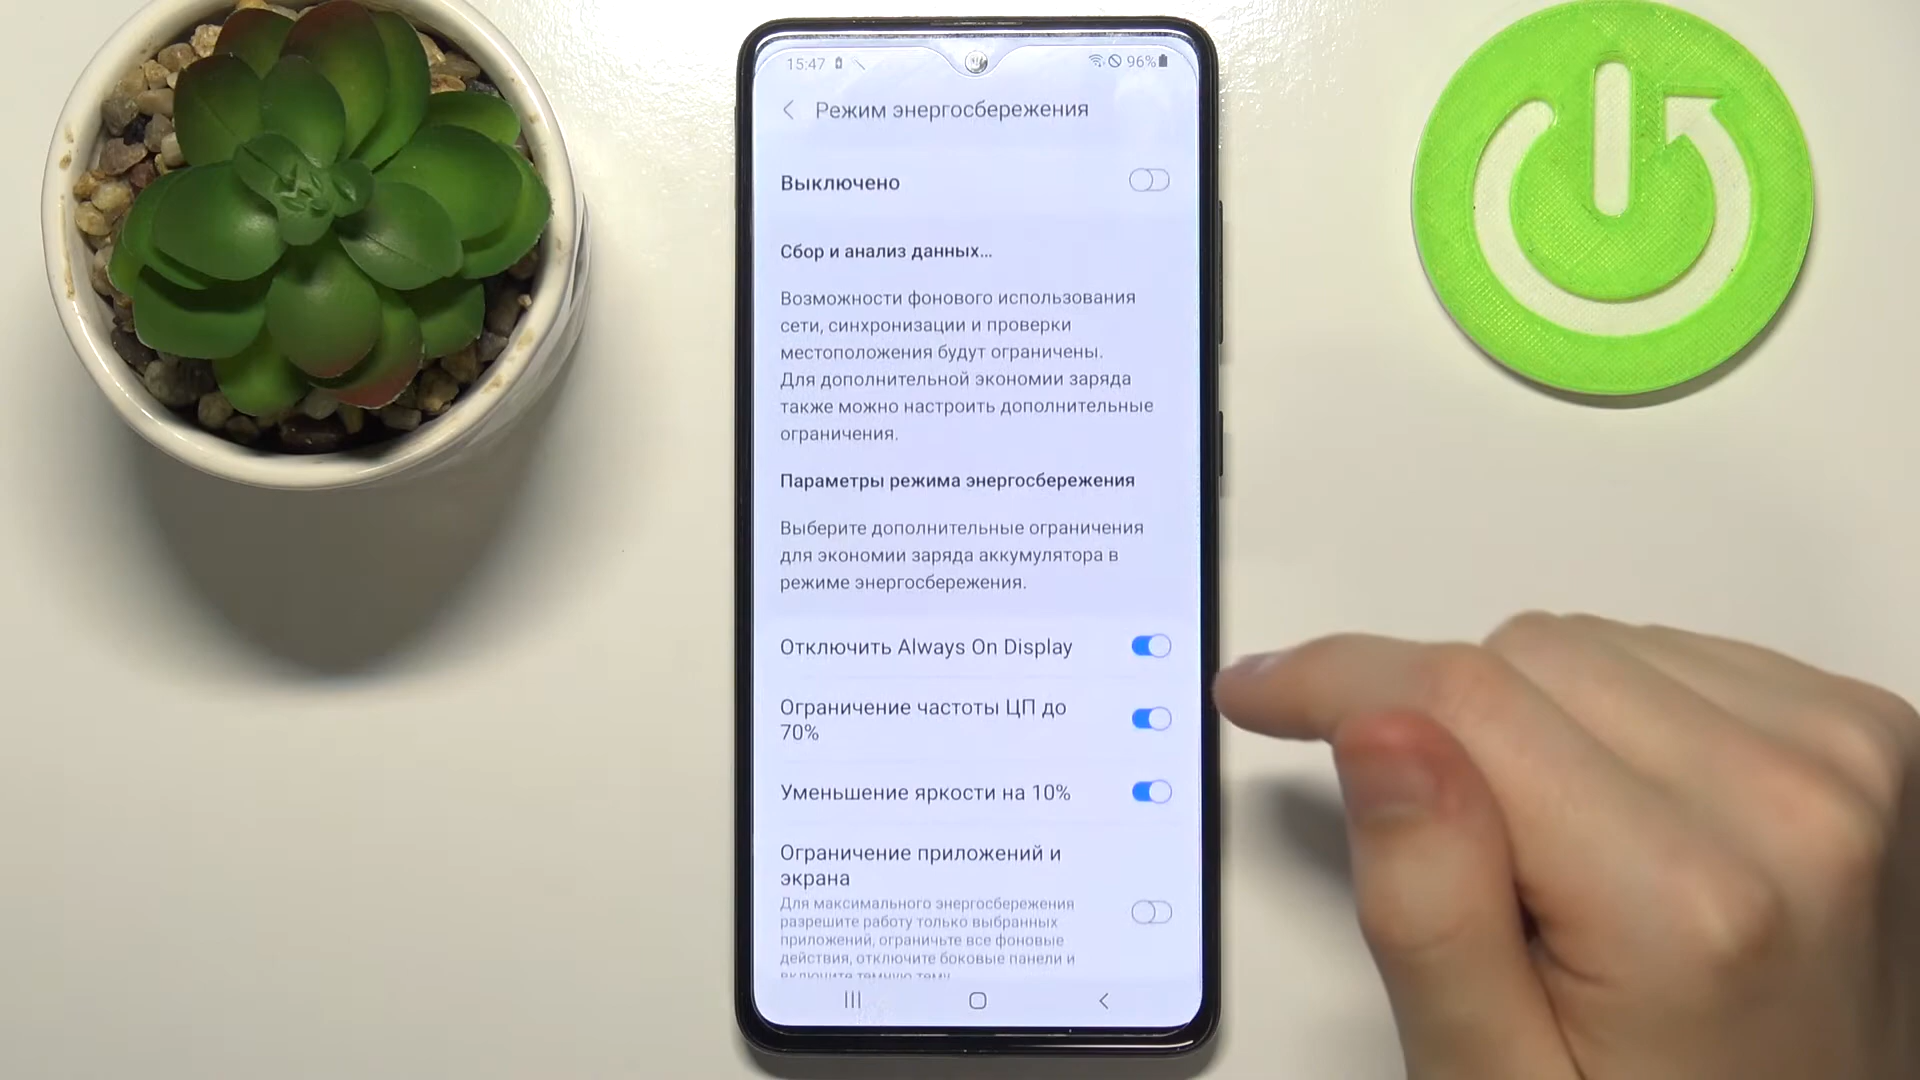 15:47
96%
Режим энергосбережения
Выключено
Сбор и анализ данных...
Возможности фонового использования
сети, синхронизации и проверки
местоположения будут ограничены.
Для дополнительной экономии заряда
также можно настроить дополнительные
ограничения.
Параметры режима энергосбережения
Выберите дополнительные ограничения
для экономии заряда аккумулятора в
режиме энергосбережения.
Отключить Always On Display
Ограничение частоты ЦП до
70%
Уменьшение яркости на 10%
Ограничение приложений и
экрана
Для максимального энергосбережения
разрешите работу только выбранных
приложений, ограничьте все фоновые
действия, отключите боковые панели и
включите темную тему.